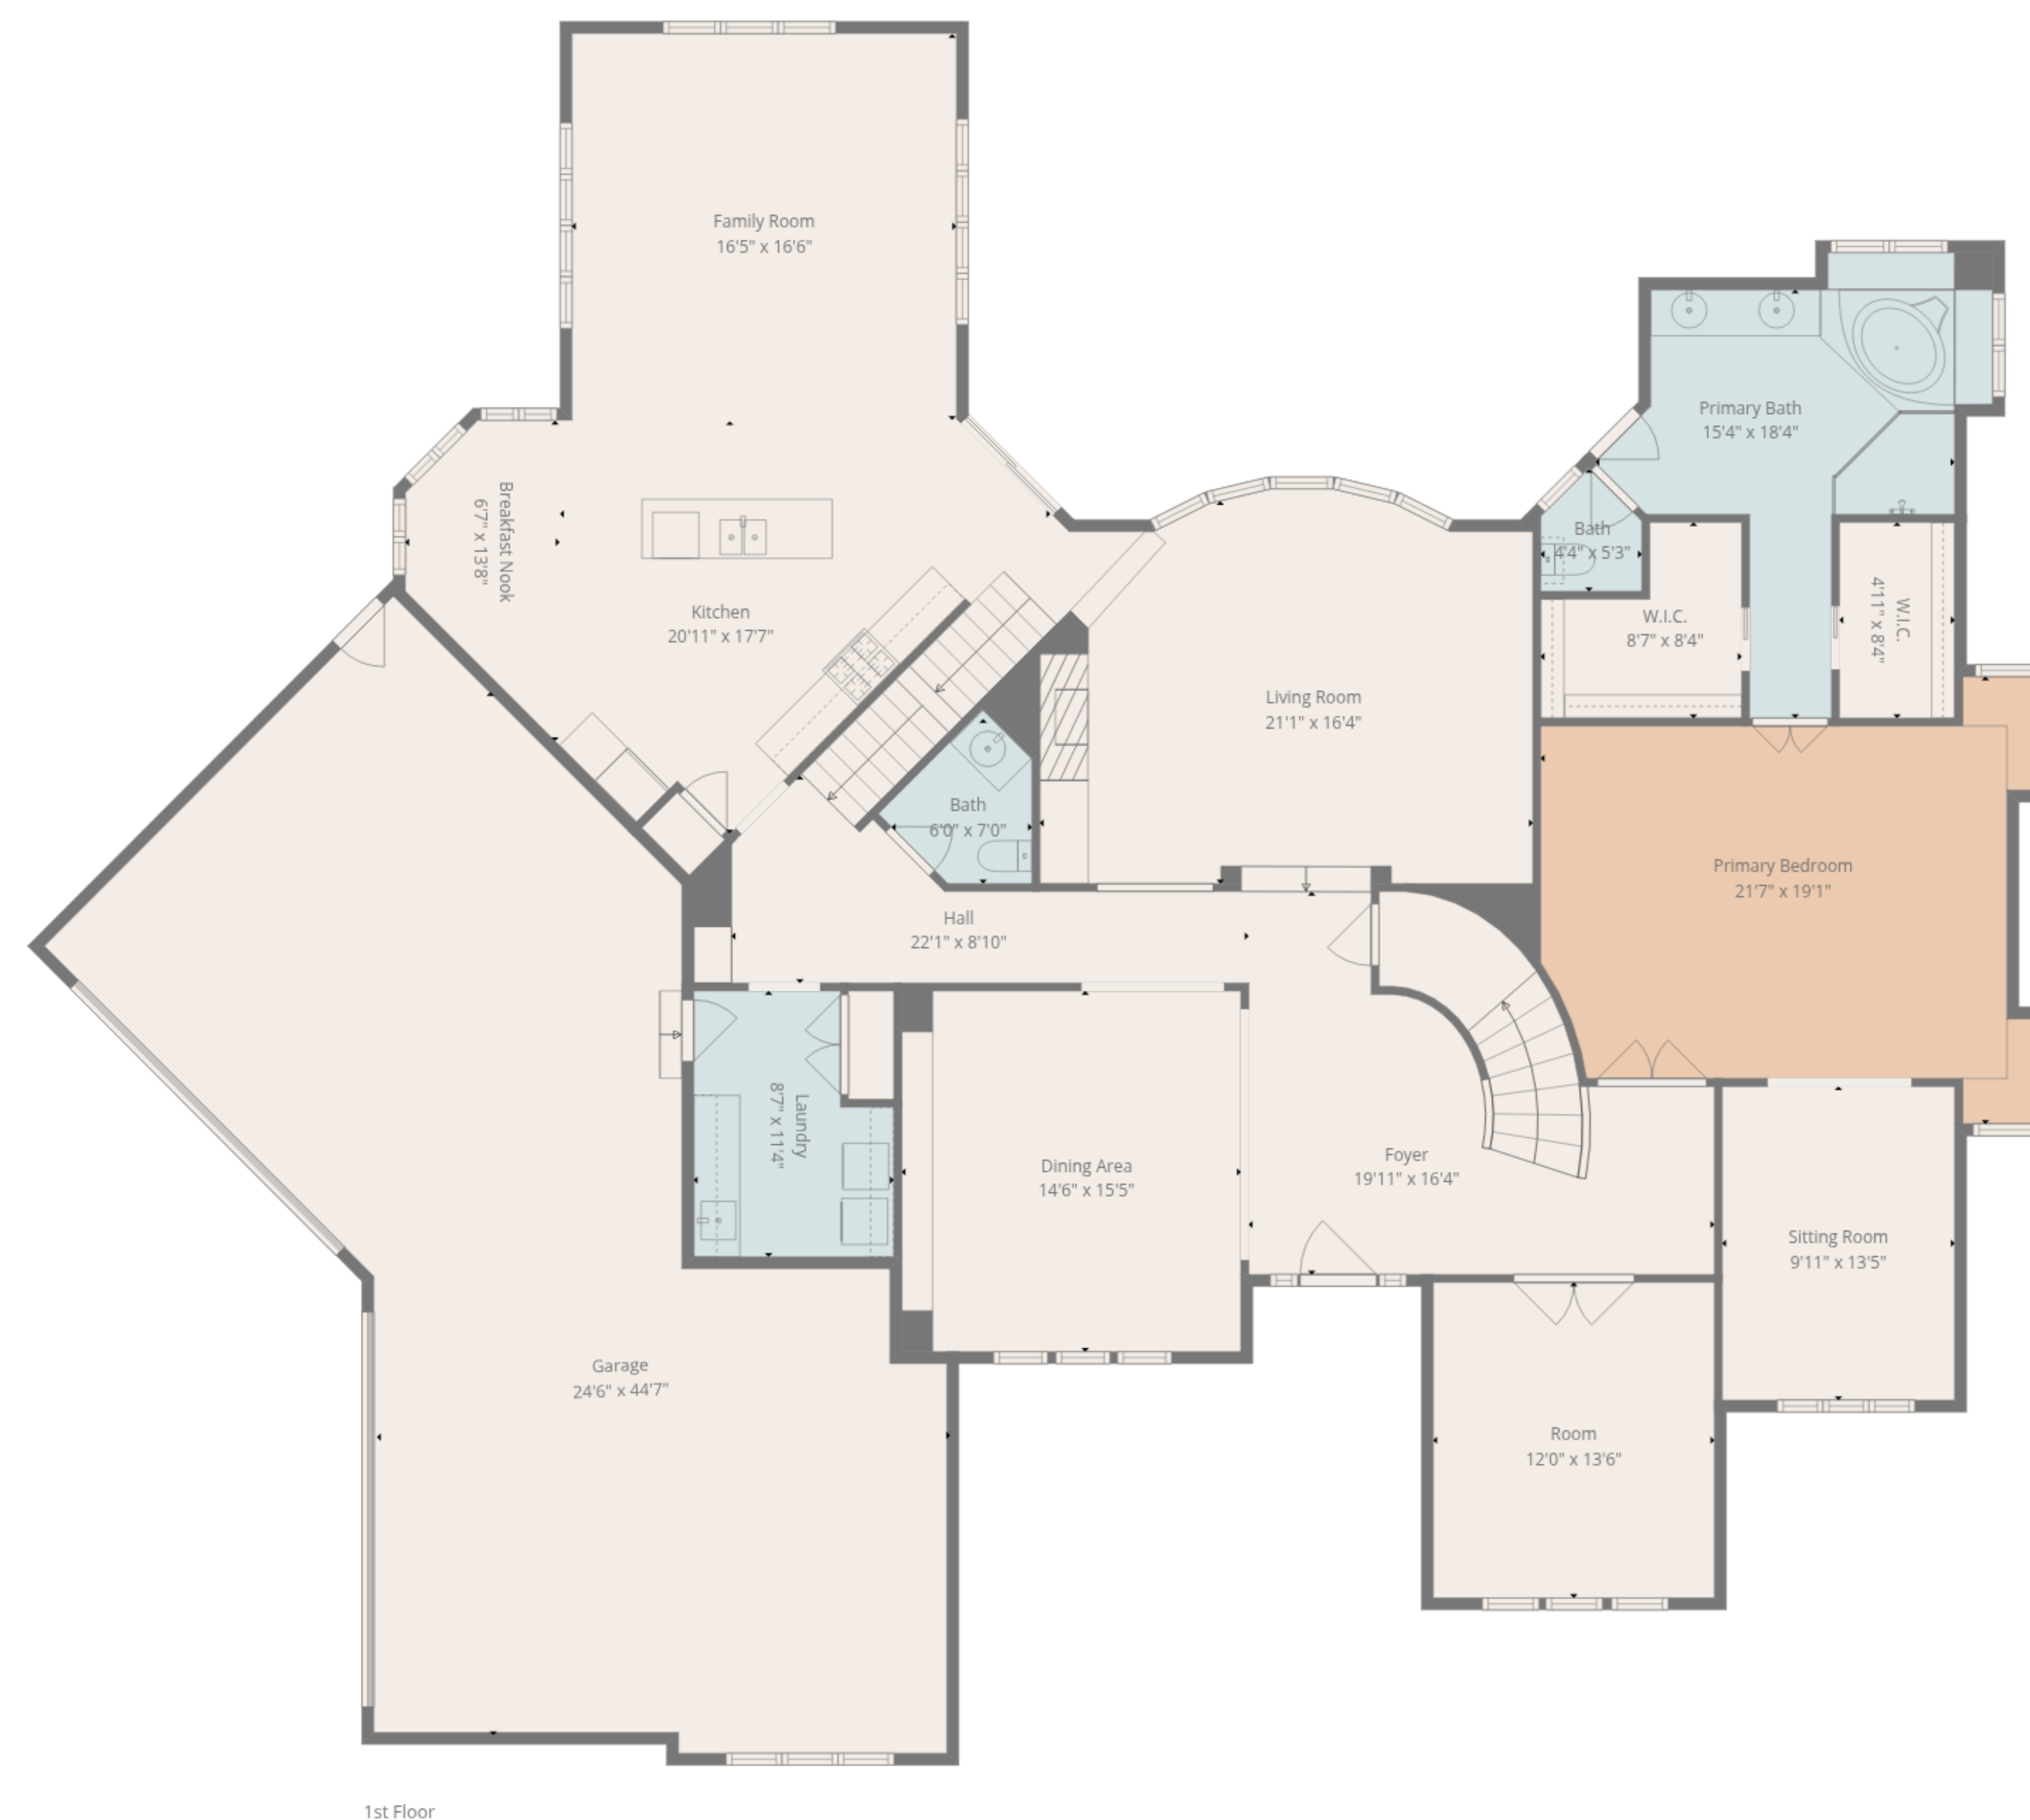 Family Room
16'5" x 16'6"
Primary Bath
15'4" x 18'4"
Breakfast Nook
6'7" x 13'8"
Bath
4'4" x 5'3"
Kitchen
20'11" x 17'7"
W.I.C.
8'7" x 8'4"
W.I.C.
4'11" x 8'4"
Living Room
21'1" x 16'4"
Bath
6'0" x 7'0"
Primary Bedroom
21'7" x 19'1"
Hall
22'1" x 8'10"
Laundry
8'7" x 11'4"
Dining Area
14'6" x 15'5"
Foyer
19'11" x 16'4"
Sitting Room
9'11" x 13'5"
Garage
24'6" x 44'7"
Room
12'0" x 13'6"
1st Floor